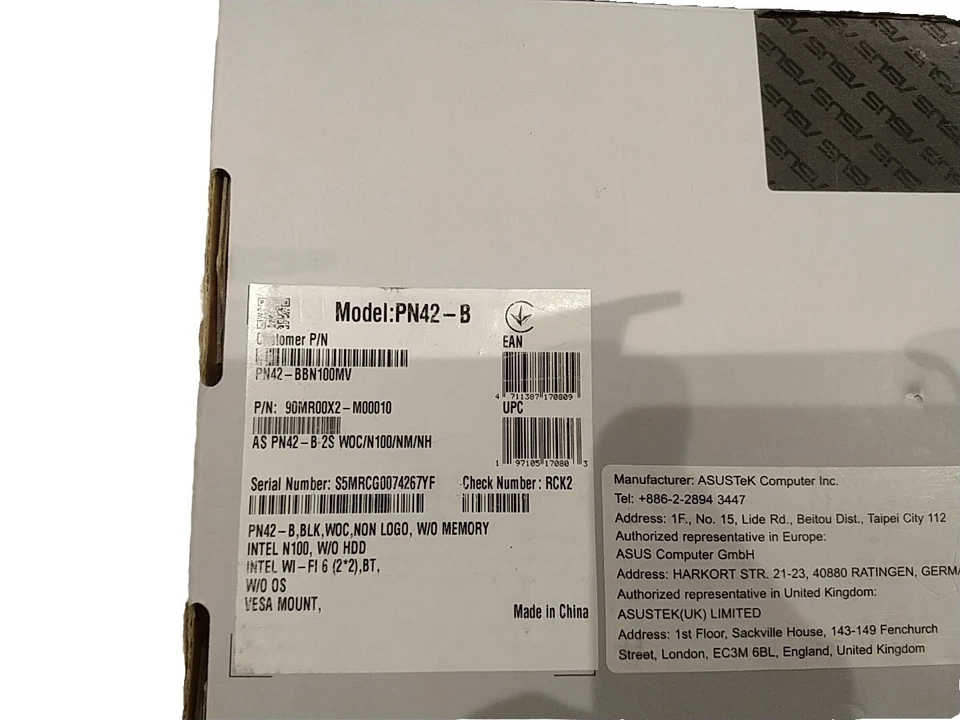 ASUS ASUS ASUS
Model:PN42-B
Customer P/N
PN42-BBN100MV
EAN
4 711387 170809
P/N: 90MR00X2-M00010
UPC
AS PN42-B 2S WOC/N100/NM/NH
1 97105 17080 3
Serial Number: S5MRCG0074267YF
Check Number: RCK2
PN42-B,BLK,WOC,NON LOGO, W/O MEMORY
INTEL N100, W/O HDD
INTEL WI-FI 6 (2*2),BT,
W/O OS
VESA MOUNT,
Made in China
Manufacturer: ASUSTeK Computer Inc.
Tel: +886-2-2894 3447
Address: 1F., No. 15, Lide Rd., Beitou Dist., Taipei City 112
Authorized representative in Europe:
ASUS Computer GmbH
Address: HARKORT STR. 21-23, 40880 RATINGEN, GERMA
Authorized representative in United Kingdom:
ASUSTEK(UK) LIMITED
Address: 1st Floor, Sackville House, 143-149 Fenchurch
Street, London, EC3M 6BL, England, United Kingdom